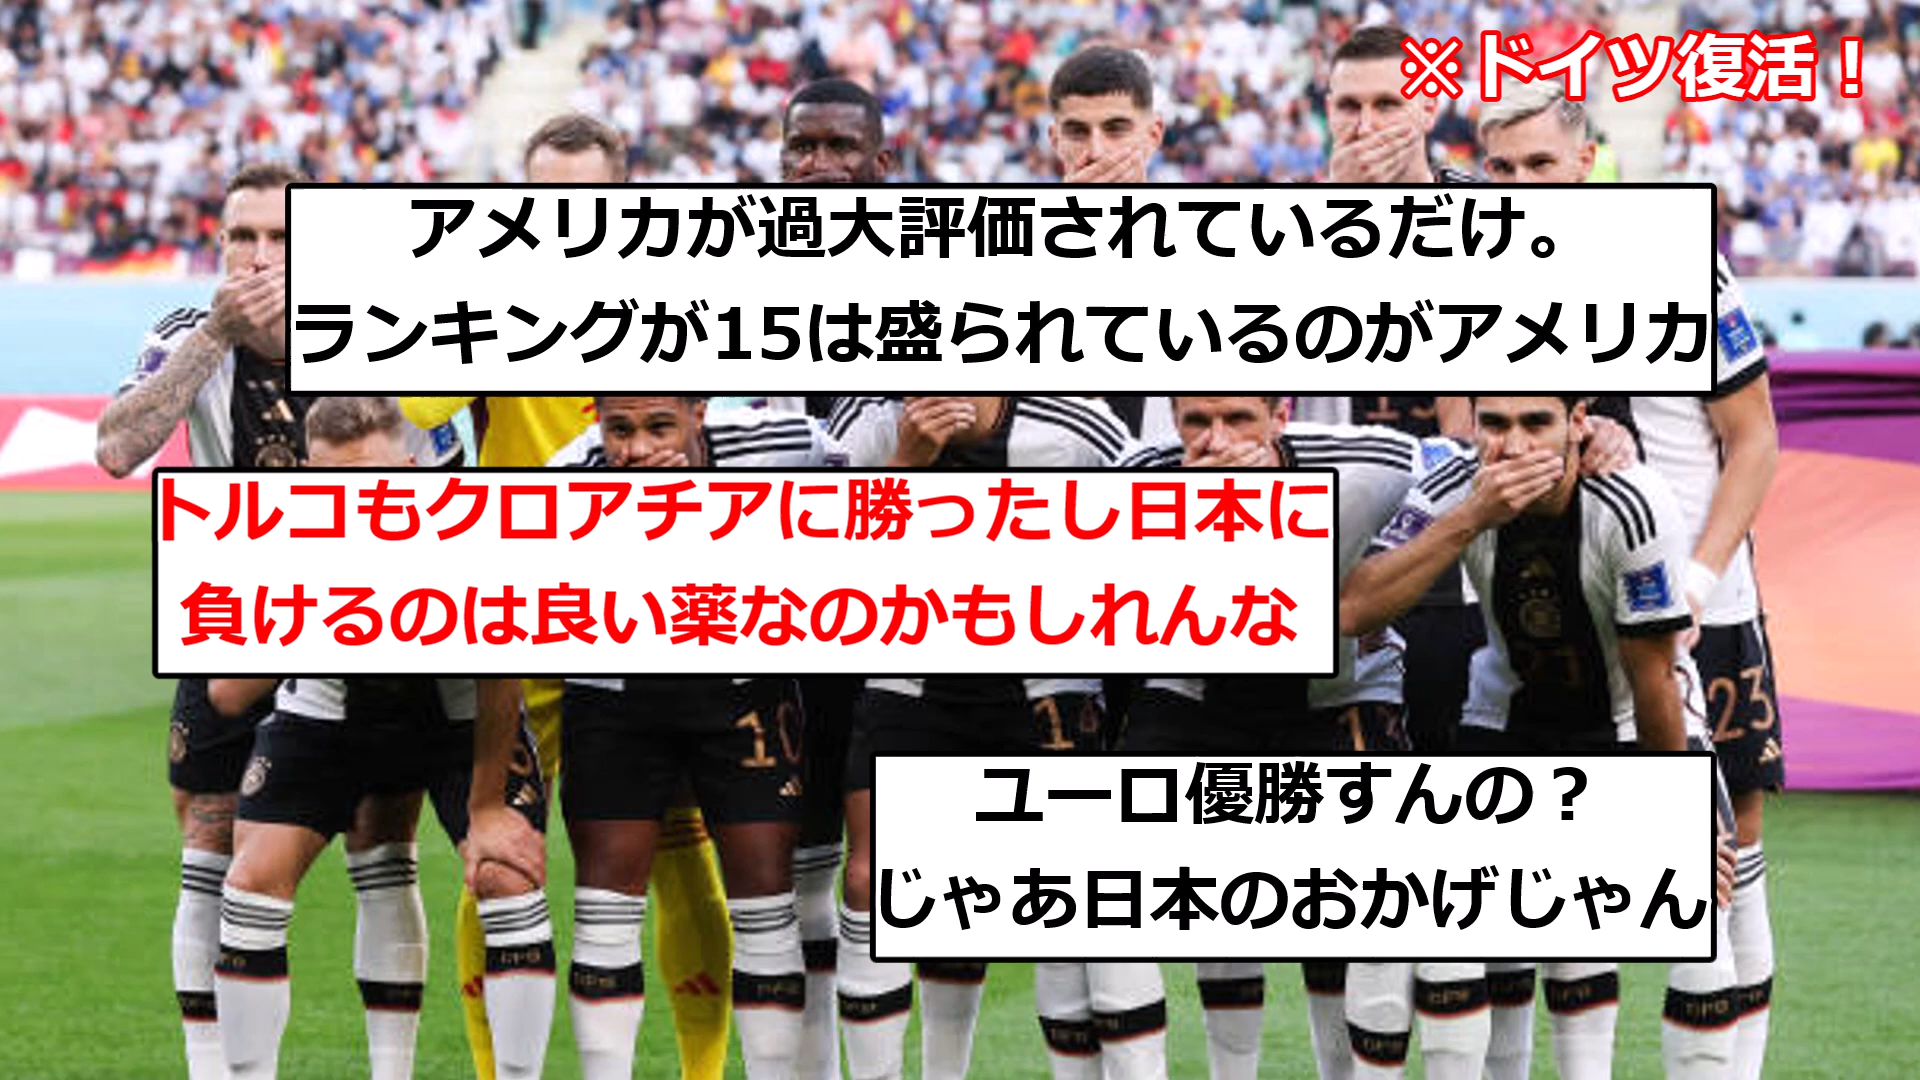 ※ドイツ復活！
アメリカが過大評価されているだけ。
ランキングが15は盛られているのがアメリカ
トルコもクロアチアに勝ったし日本に
負けるのは良い薬なのかもしれんな
ユーロ優勝すんの？
じゃあ日本のおかげじゃん
10
14
13
23